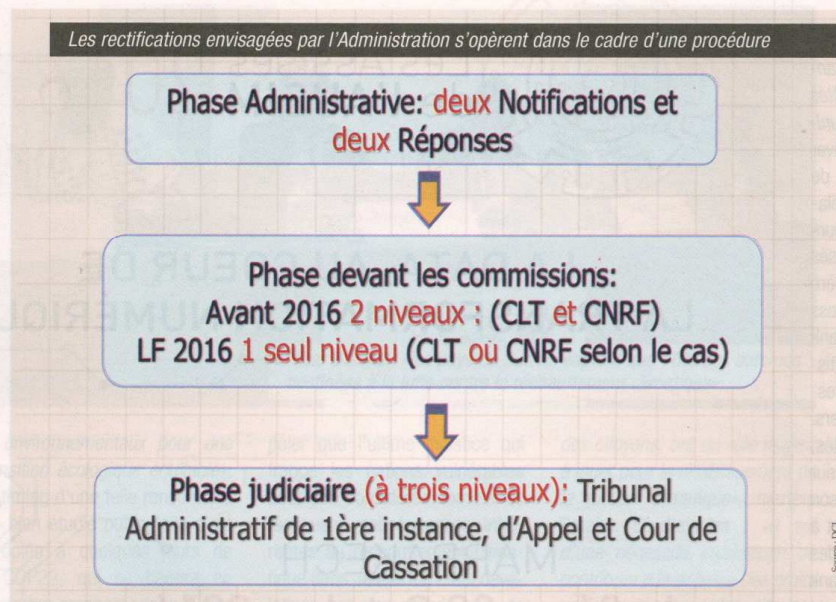 Les rectifications envisagées par l'Administration s'opèrent dans le cadre d'une procédure
Phase Administrative: deux Notifications et
deux Réponses
Phase devant les commissions:
Avant 2016 2 niveaux : (CLT et CNRF)
LF 2016 1 seul niveau (CLT où CNRF selon le cas)
Phase judiciaire (à trois niveaux): Tribunal
Administratif de 1ère instance, d'Appel et Cour de
Cassation